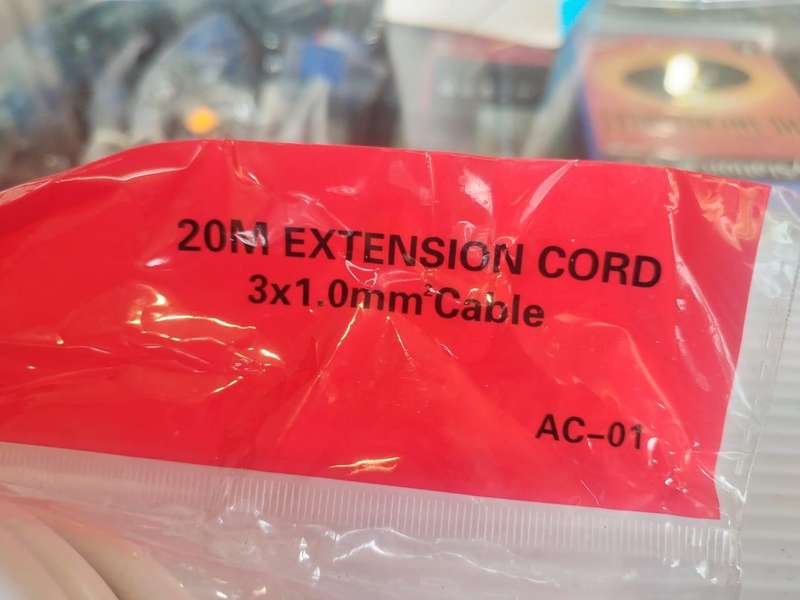 20M EXTENSION CORD
3x1.0mm²Cable
AC-01